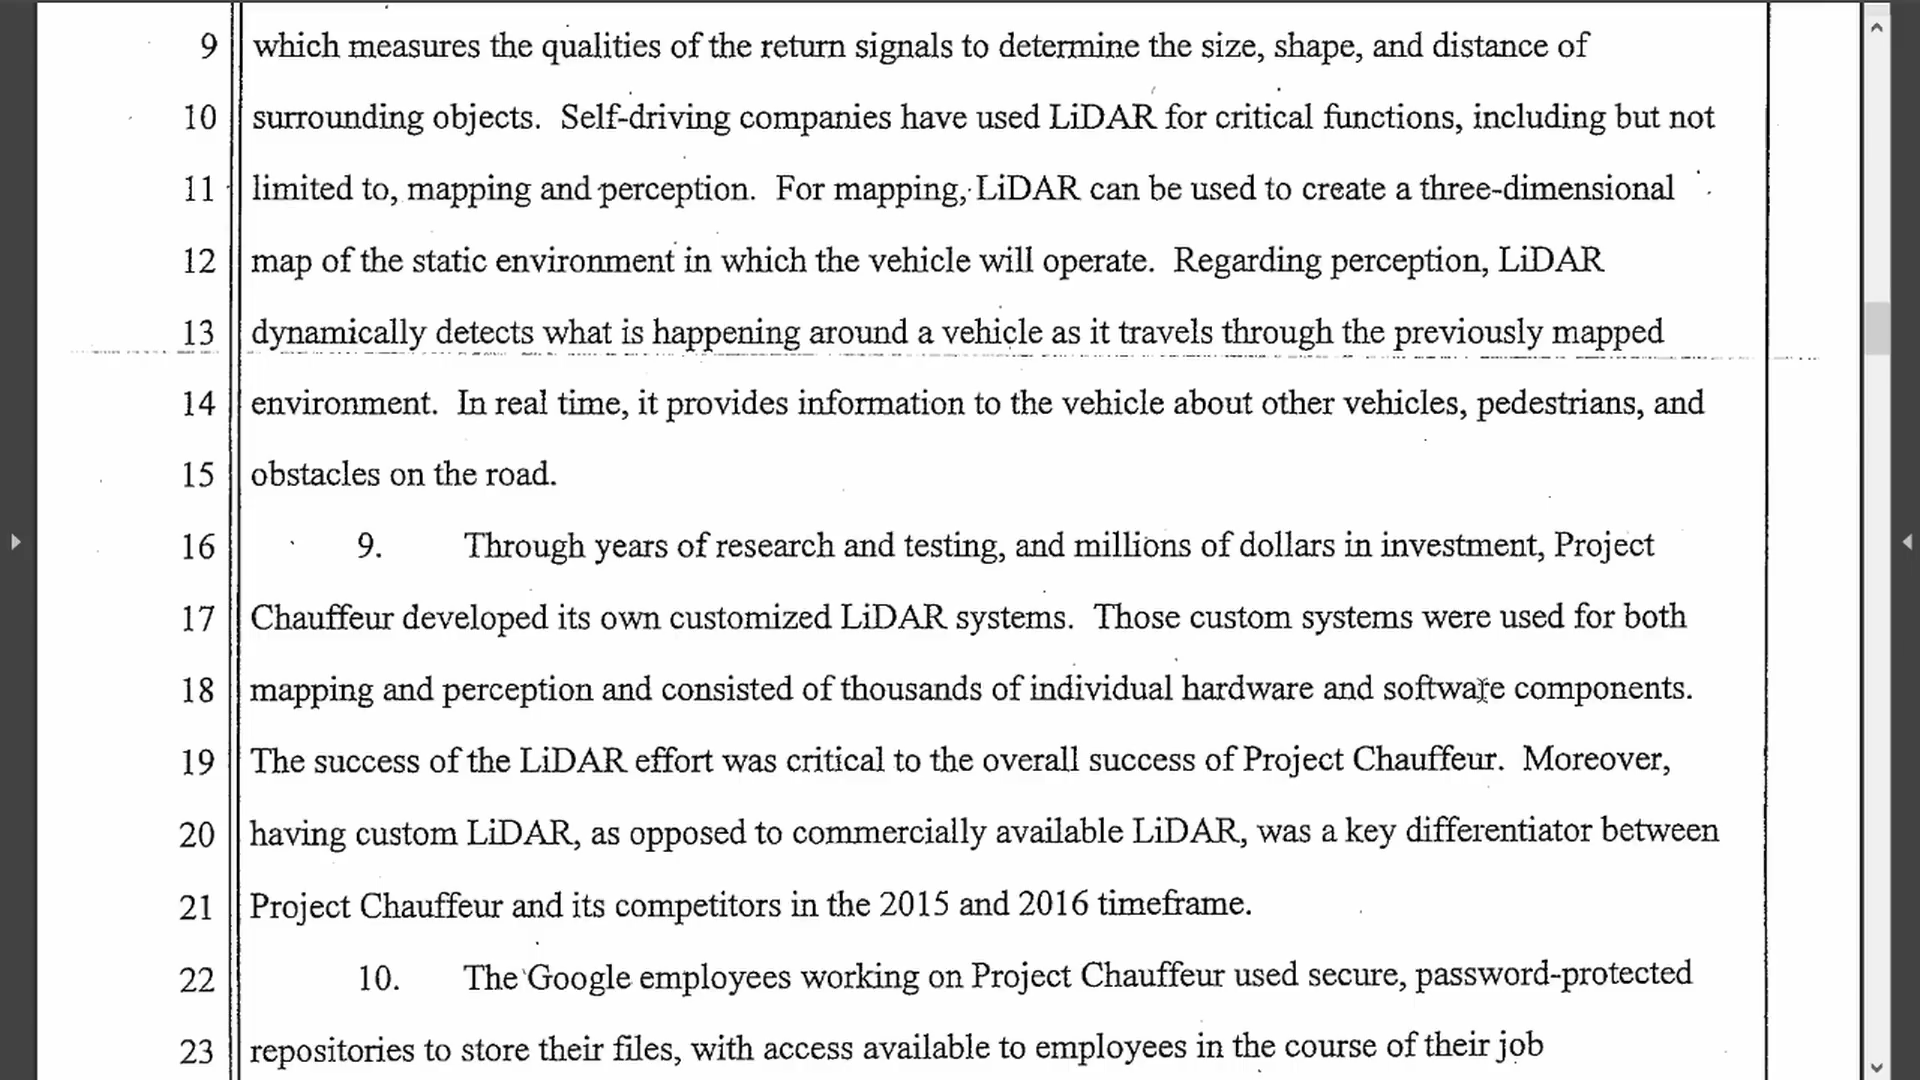 9 which measures the qualities of the return signals to determine the size, shape, and distance of
10 surrounding objects. Self-driving companies have used LiDAR for critical functions, including but not
11 limited to, mapping and perception. For mapping, LiDAR can be used to create a three-dimensional
12 map of the static environment in which the vehicle will operate. Regarding perception, LiDAR
13 dynamically detects what is happening around a vehicle as it travels through the previously mapped
14 environment. In real time, it provides information to the vehicle about other vehicles, pedestrians, and
15 obstacles on the road.
16 9. Through years of research and testing, and millions of dollars in investment, Project
17 Chauffeur developed its own customized LiDAR systems. Those custom systems were used for both
18 mapping and perception and consisted of thousands of individual hardware and software components.
19 The success of the LiDAR effort was critical to the overall success of Project Chauffeur. Moreover,
20 having custom LiDAR, as opposed to commercially available LiDAR, was a key differentiator between
21 Project Chauffeur and its competitors in the 2015 and 2016 timeframe.
22 10. The Google employees working on Project Chauffeur used secure, password-protected
23 repositories to store their files, with access available to employees in the course of their job